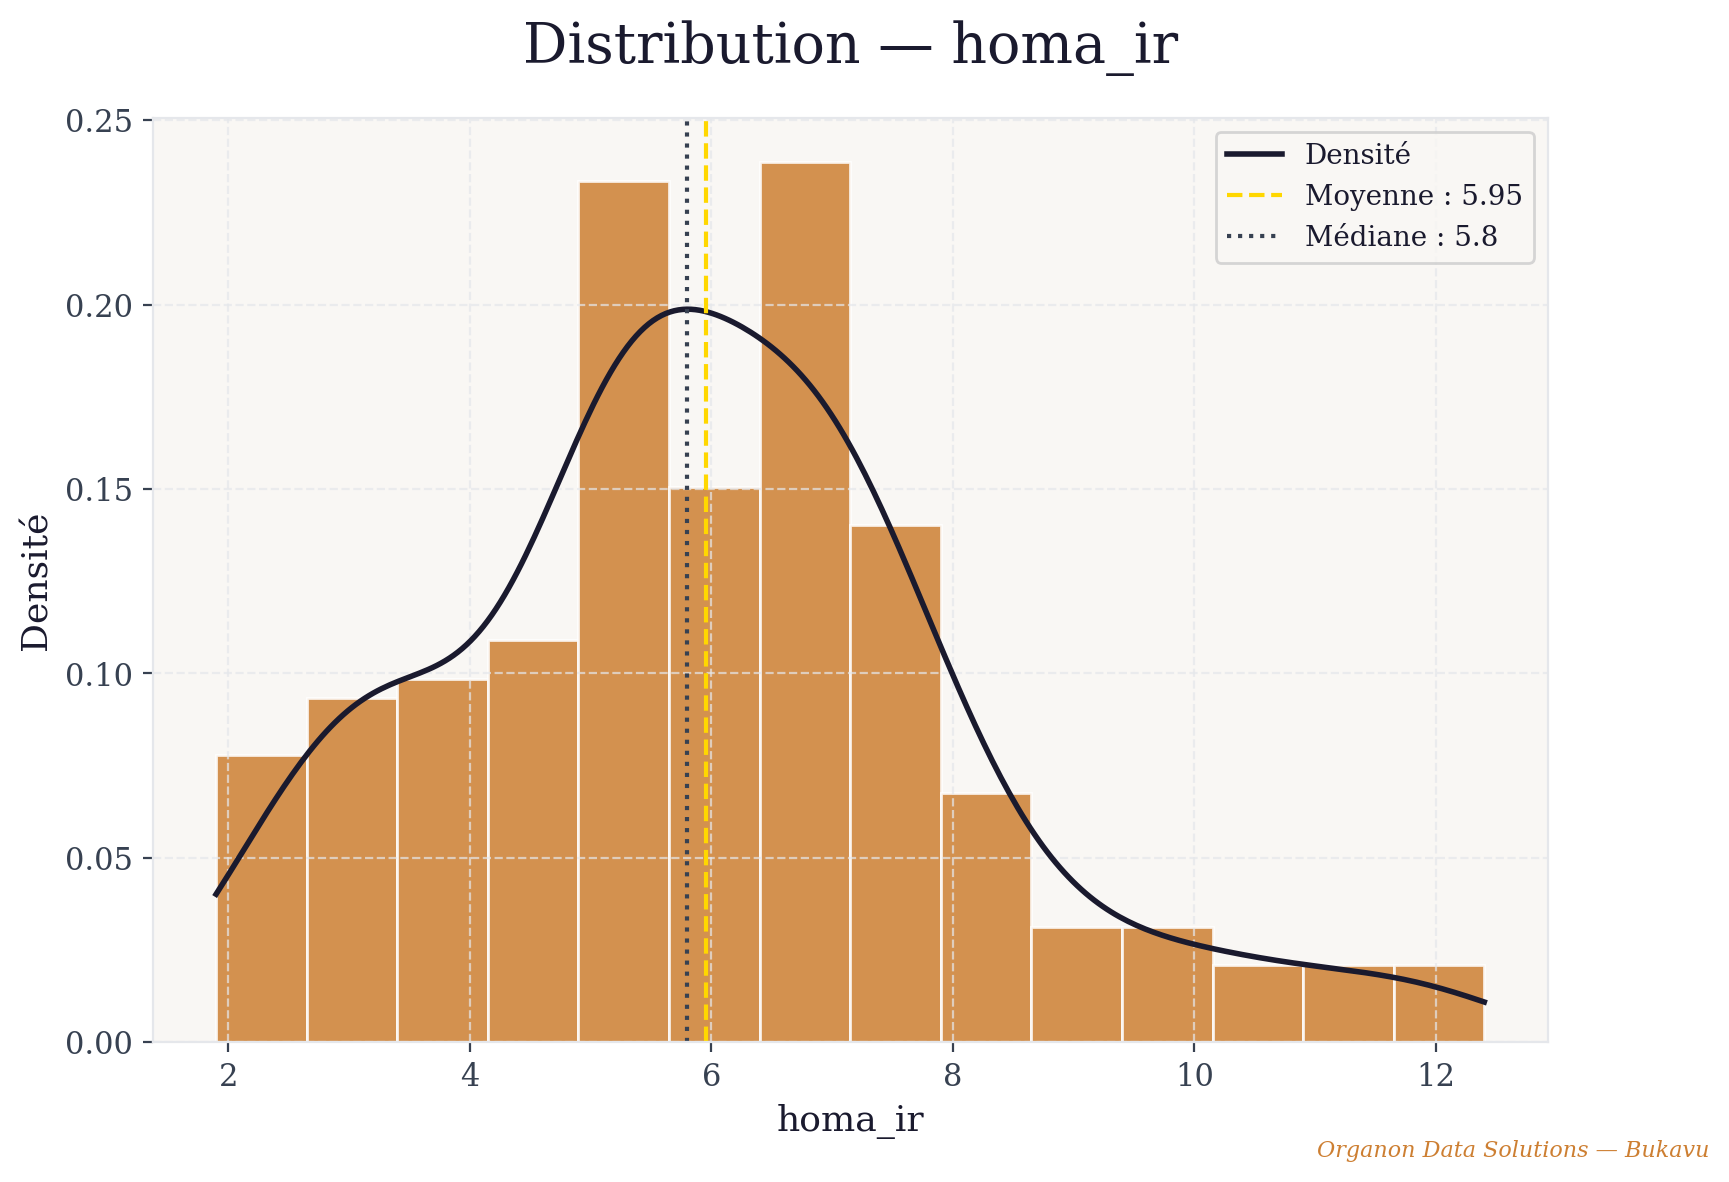 Distribution — homa_ir
Densité
Moyenne : 5.95
Médiane : 5.8
Densité
0.25
0.20
0.15
0.10
0.05
0.00
2 4 6 8 10 12
homa_ir
Organon Data Solutions — Bukavu